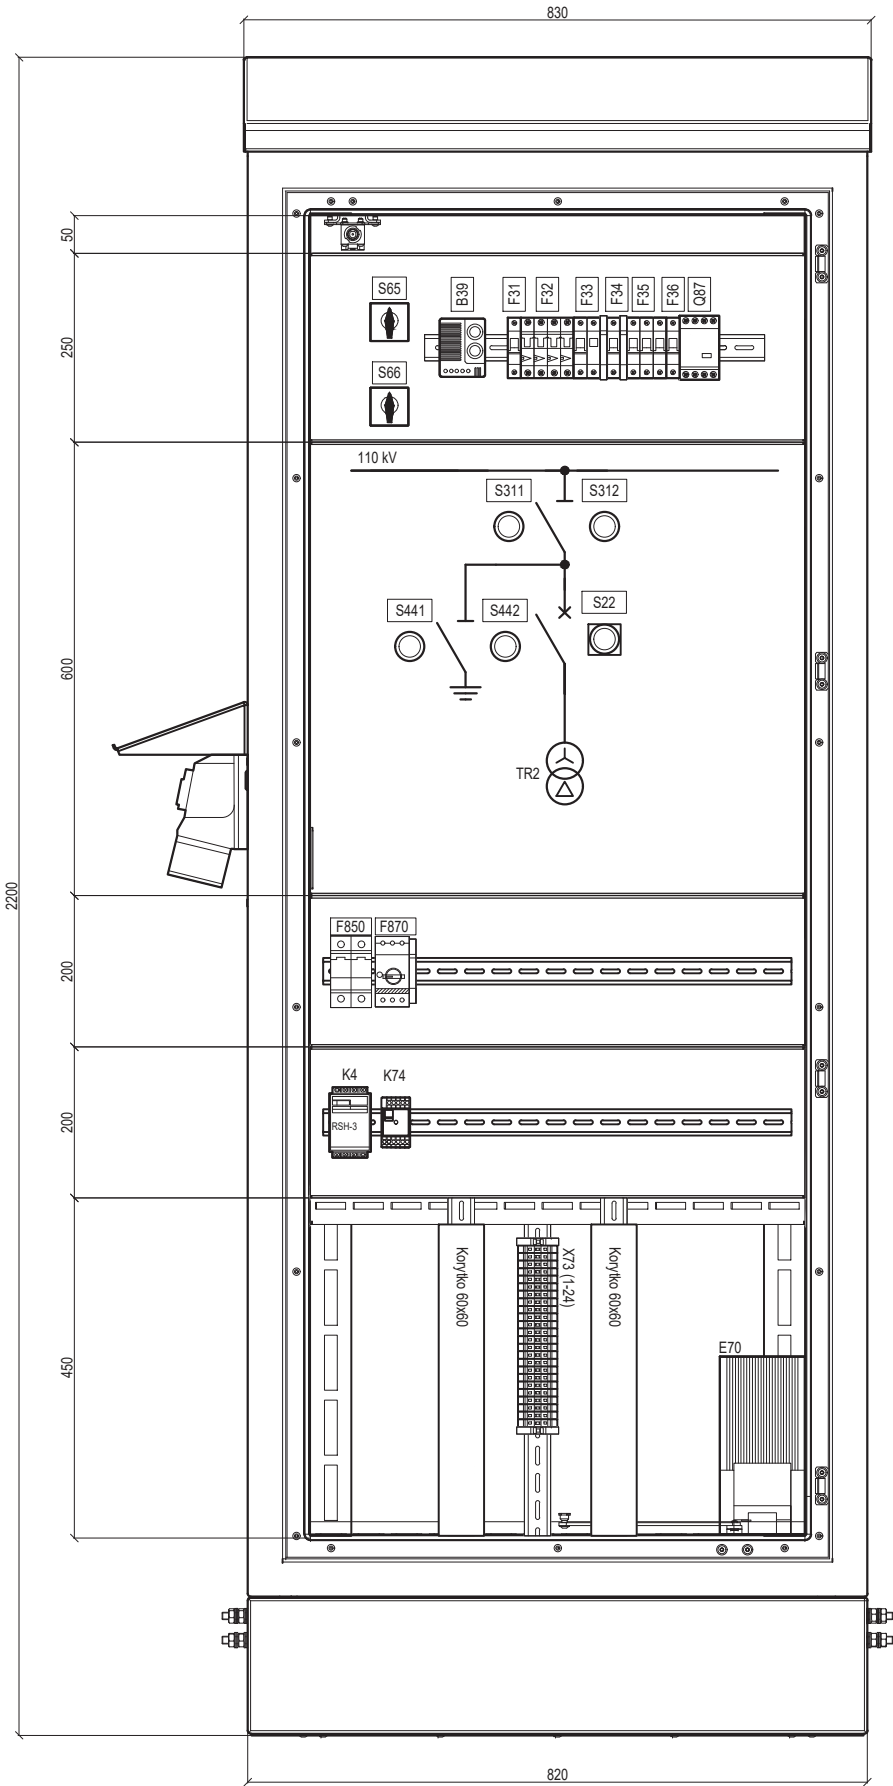 830
2200
50
250
600
200
200
450
S65
S66
B39
F31
F32
F33
F34
F35
F36
Q87
110 kV
S311
S312
S441
S442
S22
TR2
F850
F870
K4
K74
RSH-3
Korytko 60x60
X73 (1-24)
Korytko 60x60
E70
820